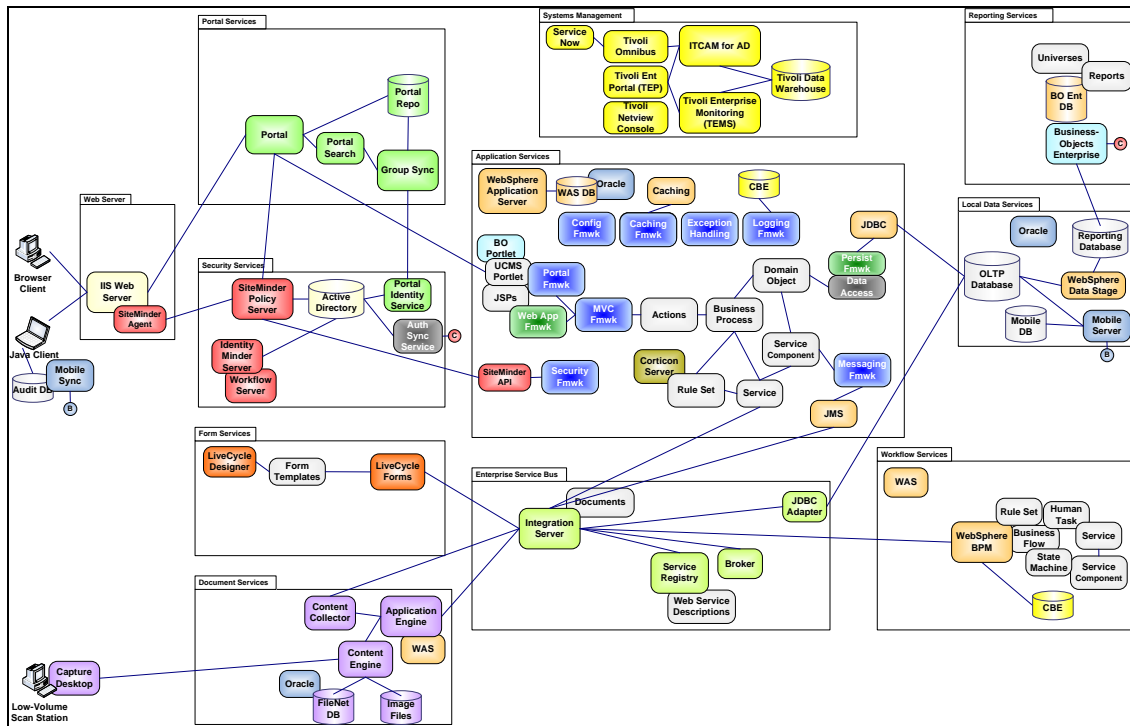 Portal Services
Portal
Portal
Search
Portal
Repo
Group Sync
Systems Management
Service
Now
Tivoli
Omnibus
ITCAM for AD
Tivoli Ent
Portal (TEP)
Tivoli
Netview
Console
Tivoli Enterprise
Monitoring
(TEMS)
Tivoli Data
Warehouse
Reporting Services
Universes
Reports
BO Ent
DB
Business-
Objects
Enterprise
C
Web Server
IIS Web
Server
SiteMinder
Agent
Browser
Client
Java Client
Audit DB
Mobile
Sync
B
Security Services
SiteMinder
Policy
Server
Active
Directory
Portal
Identity
Service
Auth
Sync
Service
C
Identity
Minder
Server
Workflow
Server
Application Services
WebSphere
Application
Server
WAS DB
Oracle
Caching
CBE
Config
Fmwk
Caching
Fmwk
Exception
Handling
Logging
Fmwk
JDBC
BO
Portlet
UCMS
Portlet
JSPs
Portal
Fmwk
Web App
Fmwk
MVC
Fmwk
Actions
Business
Process
Domain
Object
Persist
Fmwk
Data
Access
Service
Component
Corticon
Server
Rule Set
Service
Messaging
Fmwk
JMS
SiteMinder
API
Security
Fmwk
Local Data Services
Oracle
Reporting
Database
OLTP
Database
WebSphere
Data Stage
Mobile
DB
Mobile
Server
B
Form Services
LiveCycle
Designer
Form
Templates
LiveCycle
Forms
Enterprise Service Bus
Documents
Integration
Server
JDBC
Adapter
Service
Registry
Broker
Web Service
Descriptions
Workflow Services
WAS
WebSphere
BPM
Rule Set
Human
Task
Business
Flow
State
Machine
Service
Service
Component
CBE
Document Services
Content
Collector
Application
Engine
WAS
Content
Engine
Oracle
FileNet
DB
Image
Files
Capture
Desktop
Low-Volume
Scan Station